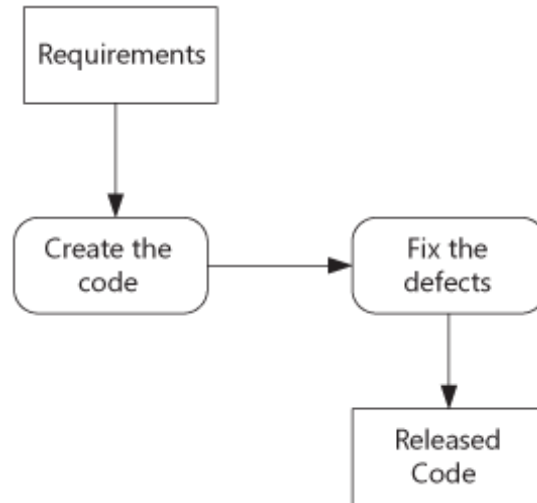 Requirements
Create the
code
Fix the
defects
Released
Code